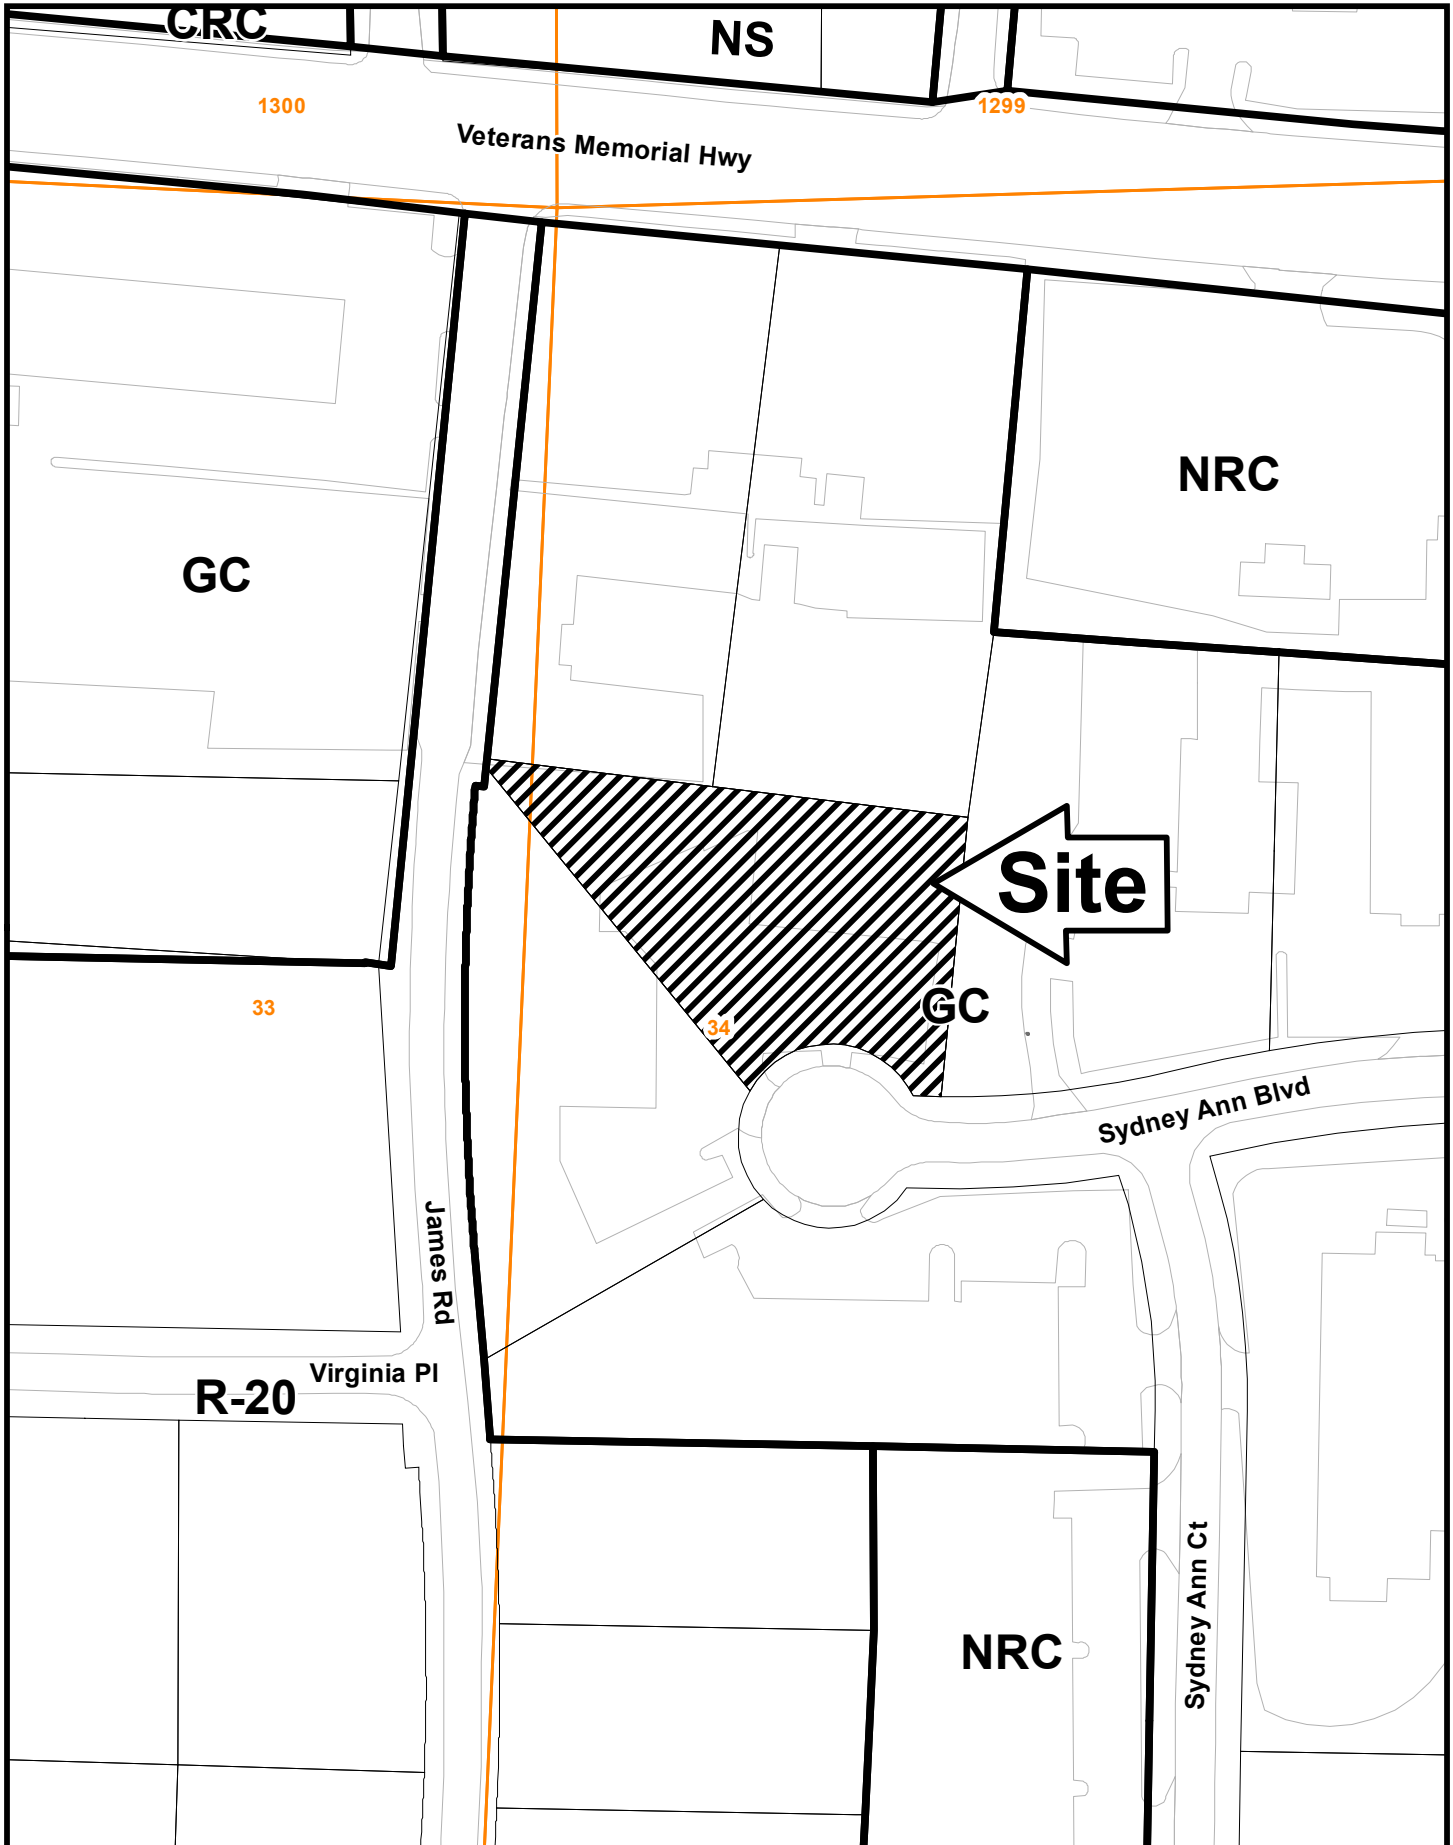 CRC
NS
1300
1299
Veterans Memorial Hwy
NRC
GC
Site
33
34
GC
Sydney Ann Blvd
James Rd
Virginia Pl
R-20
Sydney Ann Ct
NRC